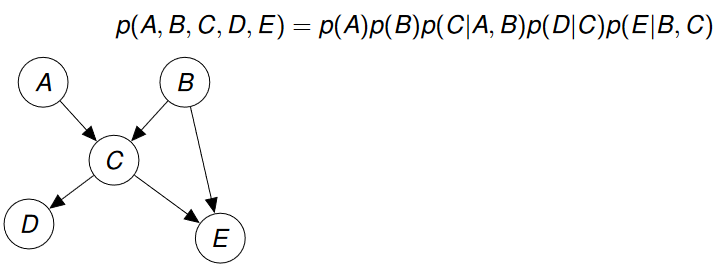 p(A, B, C, D, E) = p(A)p(B)p(C|A, B)p(D|C)p(E|B, C)
A
B
C
D
E